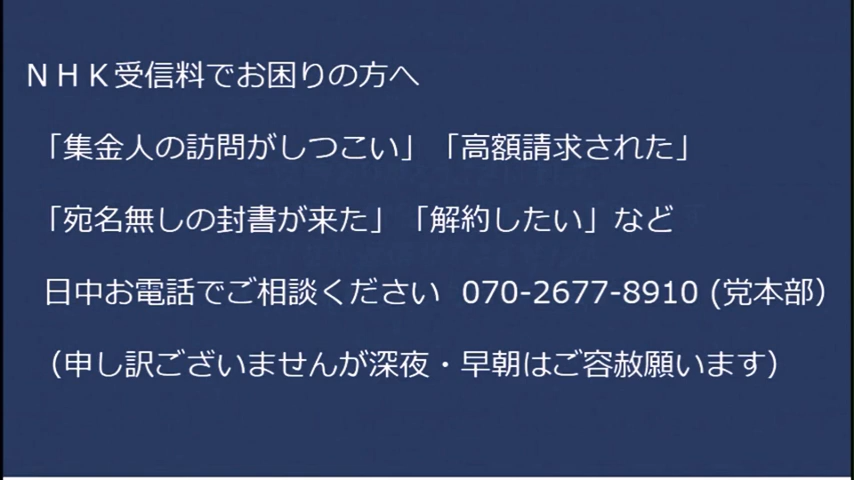 ＮＨＫ受信料でお困りの方へ
「集金人の訪問がしつこい」「高額請求された」
「宛名無しの封書が来た」「解約したい」など
日中お電話でご相談ください 070-2677-8910 (党本部）
（申し訳ございませんが深夜・早朝はご容赦願います）